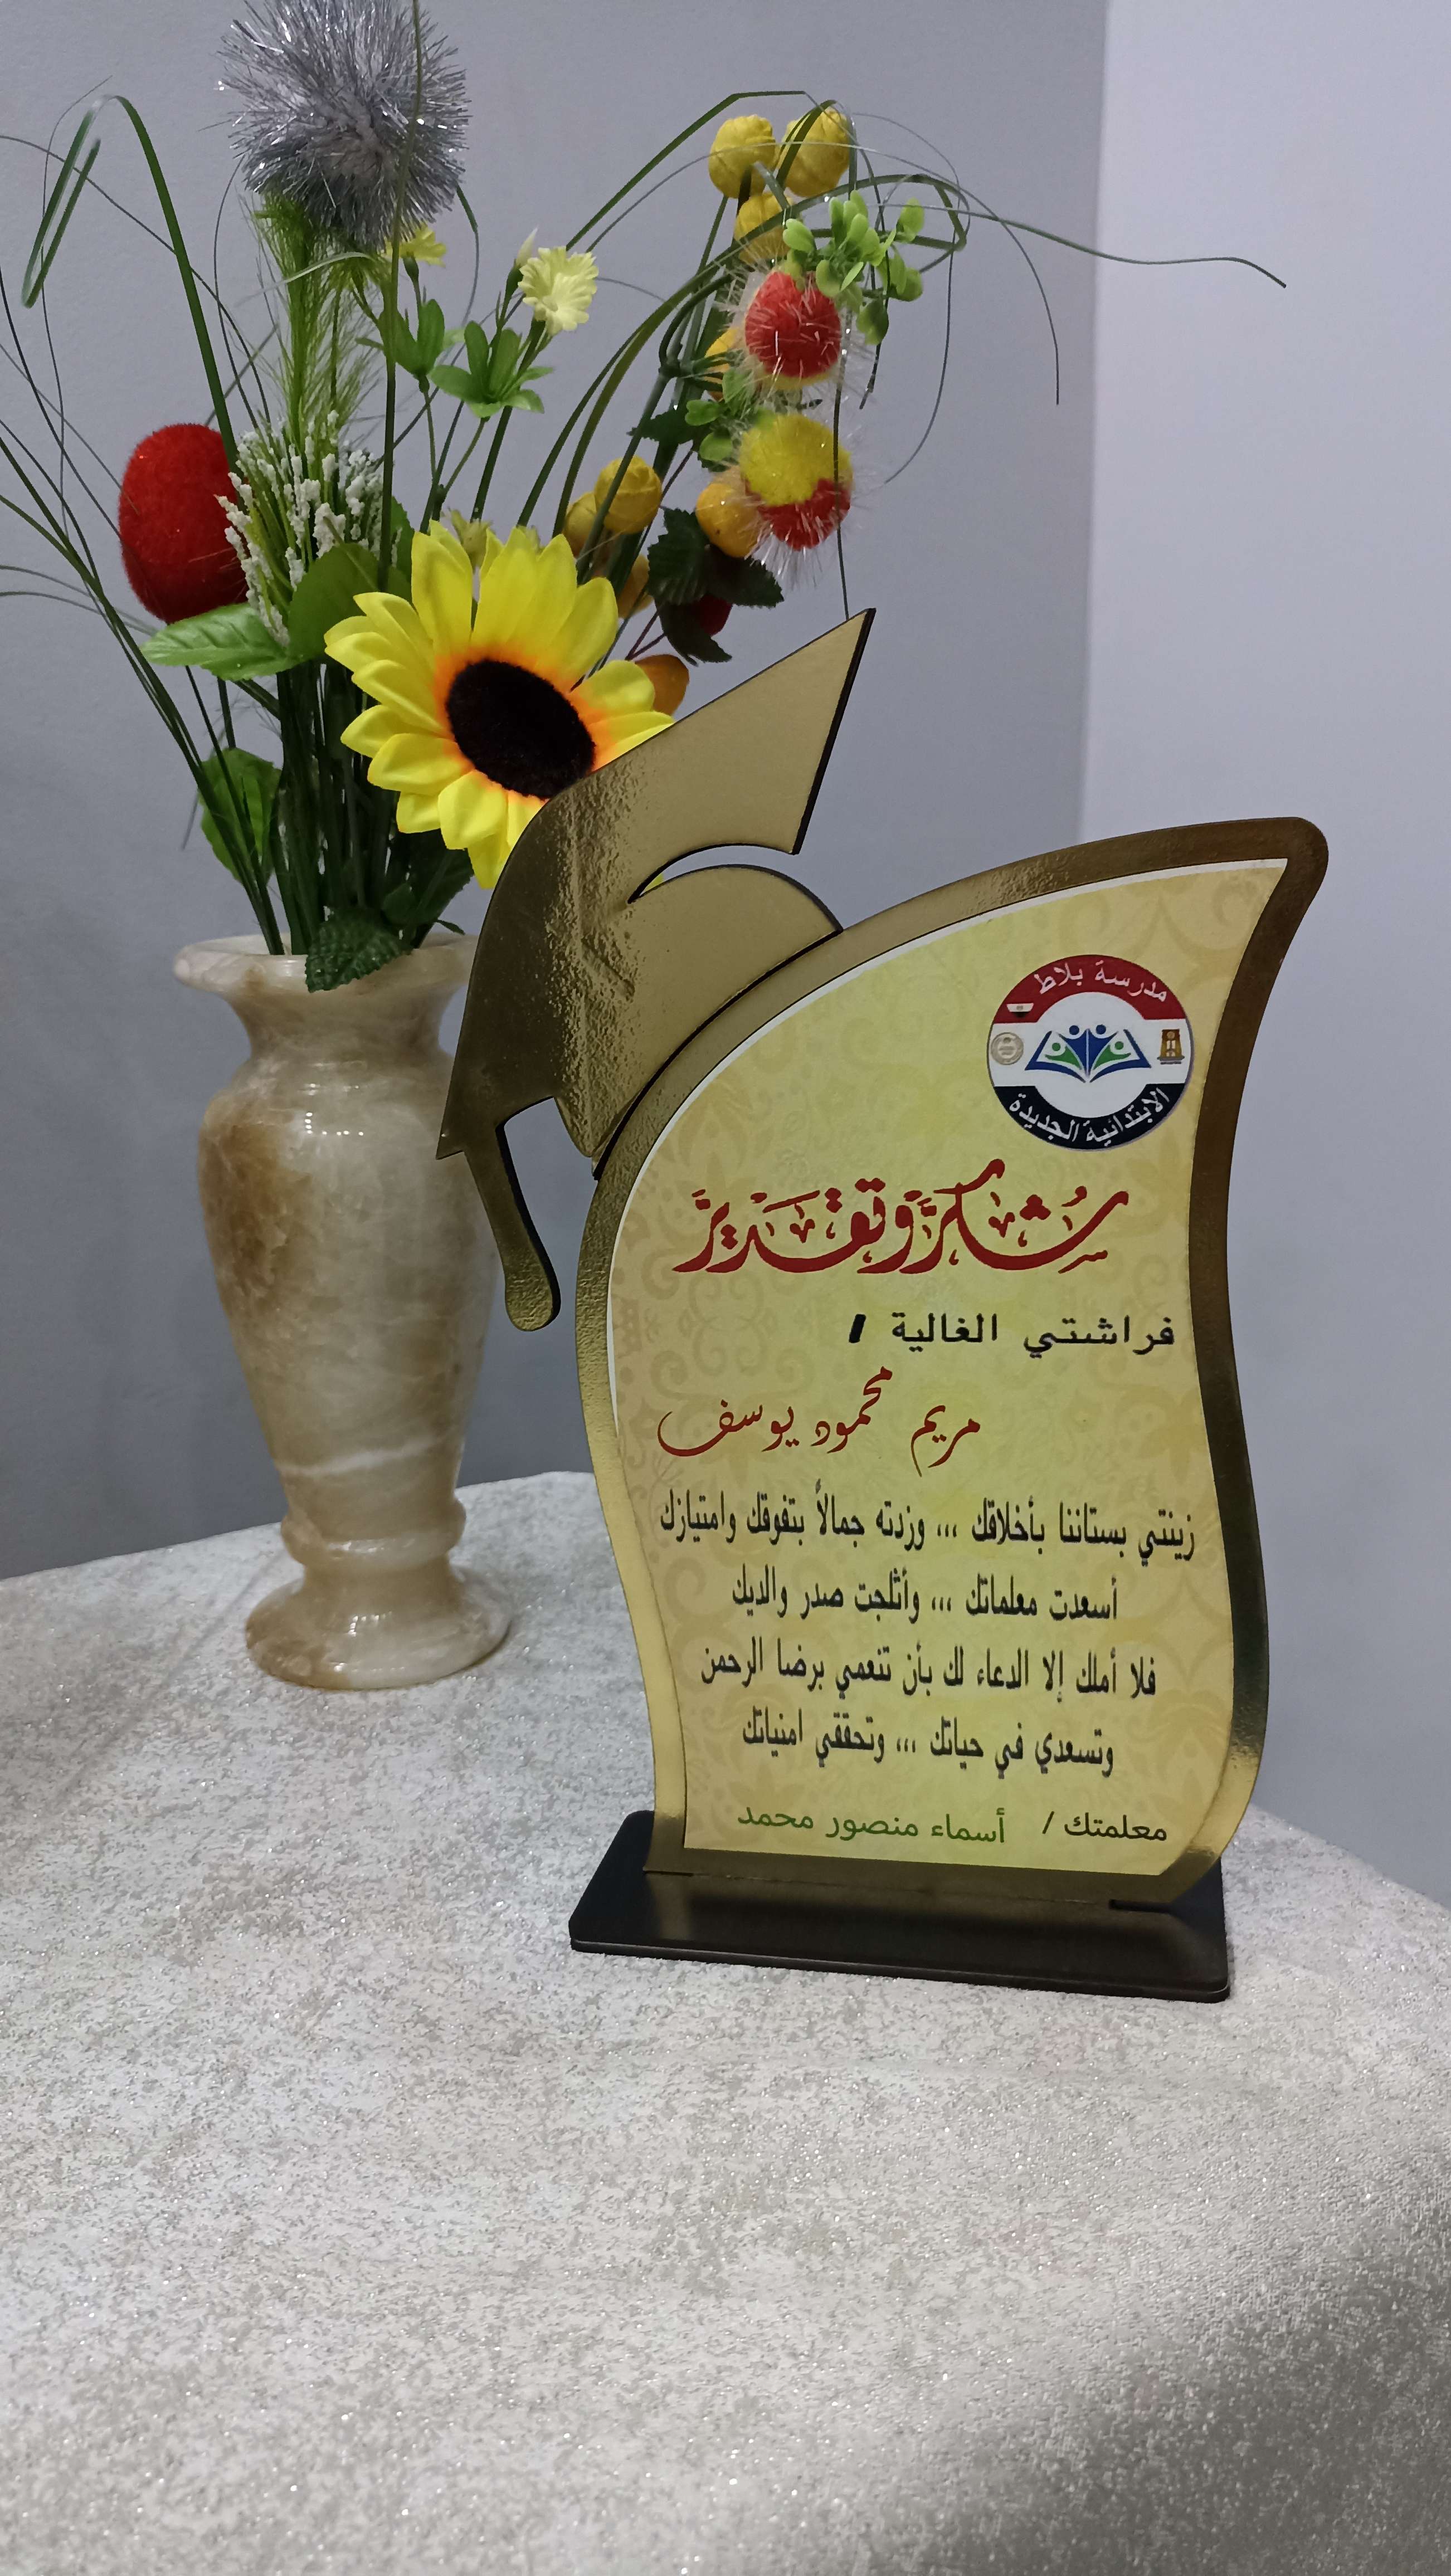 مدرسة بلاط
الابتدائية الجديدة
شُكرٌ وتقديرٌ
فراشتي الغالية /
مريم محمود يوسف
زينتي بستاننا بأخلاقك ... وزدته جمالاً بتفوقك وامتيازك
أسعدت معلماتك ... وأثلجت صدر والديك
فلا أملك إلا الدعاء لك بأن تنعمي برضا الرحمن
وتسعدي في حياتك ... وتحققي امنياتك
معلمتك / أسماء منصور محمد